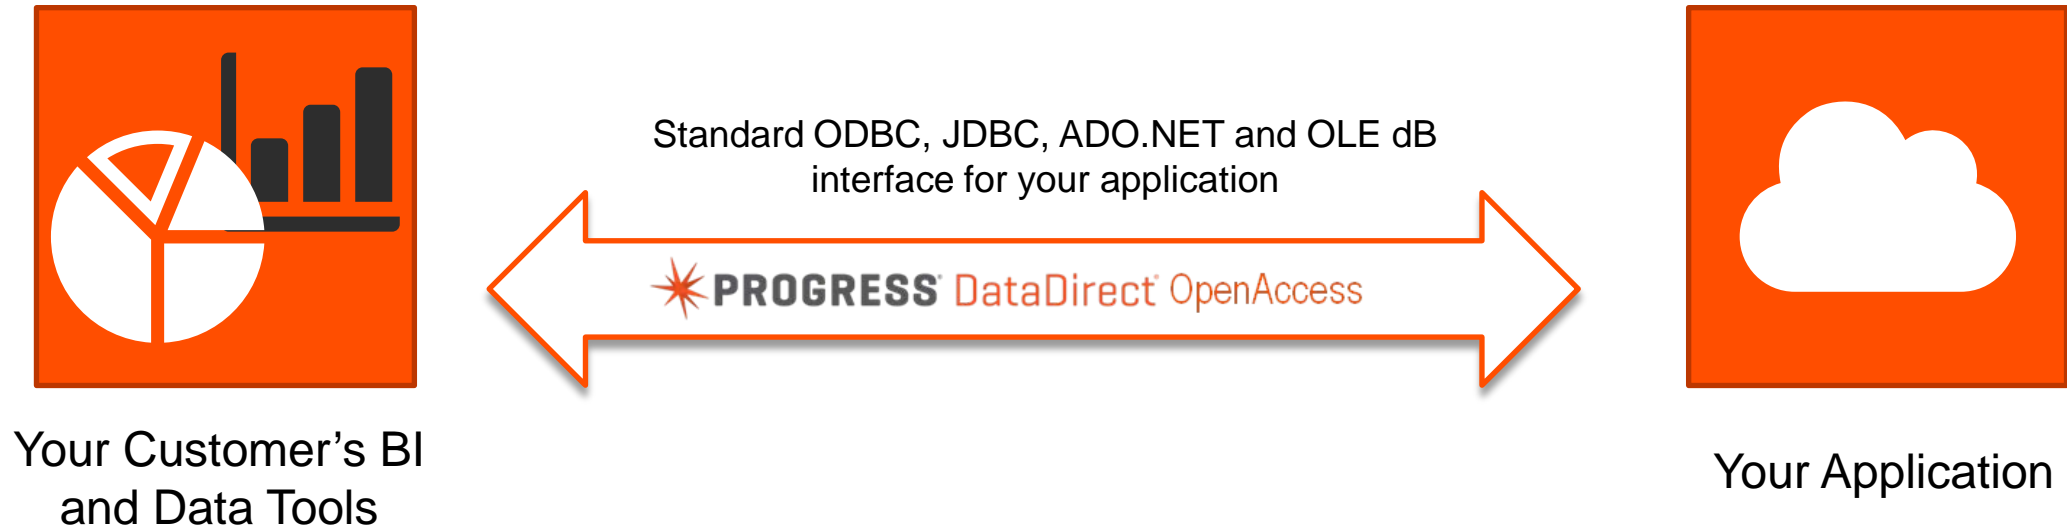 Standard ODBC, JDBC, ADO.NET and OLE dB
interface for your application
PROGRESS DataDirect OpenAccess
Your Customer’s BI
and Data Tools
Your Application